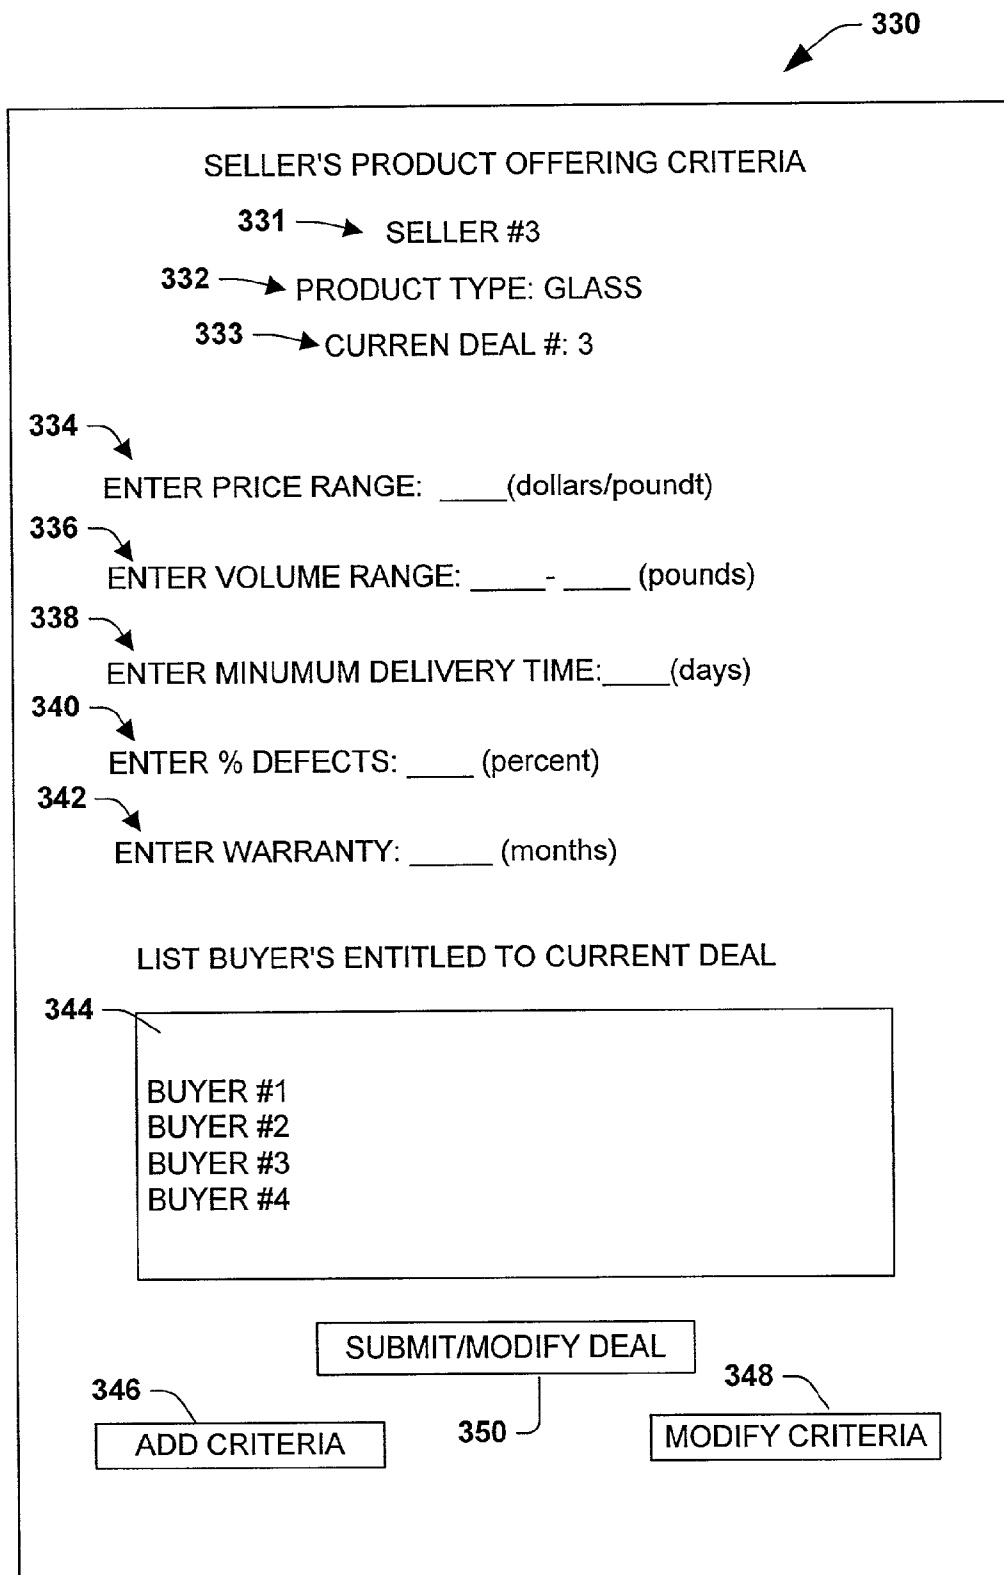 330
SELLER'S PRODUCT OFFERING CRITERIA
331 SELLER #3
332 PRODUCT TYPE: GLASS
333 CURREN DEAL #: 3
334
ENTER PRICE RANGE: ____(dollars/poundt)
336
ENTER VOLUME RANGE: ____- ____ (pounds)
338
ENTER MINUMUM DELIVERY TIME:____(days)
340
ENTER % DEFECTS: ____ (percent)
342
ENTER WARRANTY: _____ (months)
LIST BUYER'S ENTITLED TO CURRENT DEAL
344
BUYER #1
BUYER #2
BUYER #3
BUYER #4
SUBMIT/MODIFY DEAL
346
350
348
ADD CRITERIA
MODIFY CRITERIA